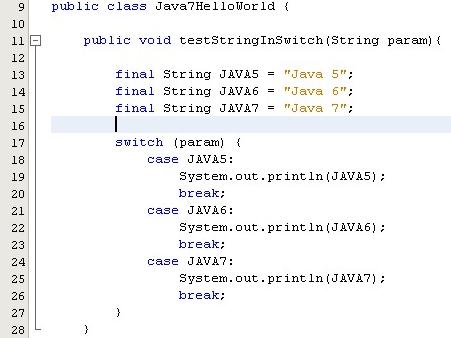 9 public class Java7HelloWorld {
10
11 public void testStringInSwitch(String param){
12
13 final String JAVA5 = "Java 5";
14 final String JAVA6 = "Java 6";
15 final String JAVA7 = "Java 7";
16
17 switch (param) {
18 case JAVA5:
19 System.out.println(JAVA5);
20 break;
21 case JAVA6:
22 System.out.println(JAVA6);
23 break;
24 case JAVA7:
25 System.out.println(JAVA7);
26 break;
27 }
28 }